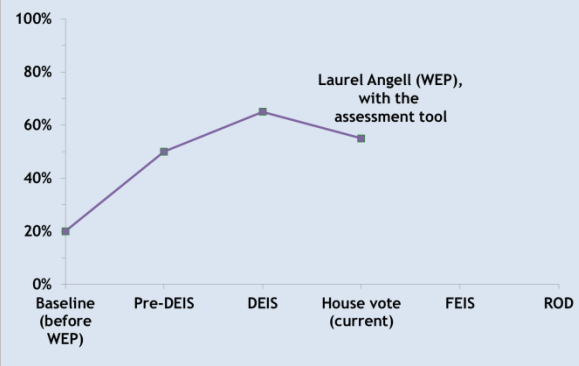 100%
80%
60%
40%
20%
0%
Laurel Angell (WEP),
with the
assessment tool
Baseline
(before
WEP)
Pre-DEIS
DEIS
House vote
(current)
FEIS
ROD